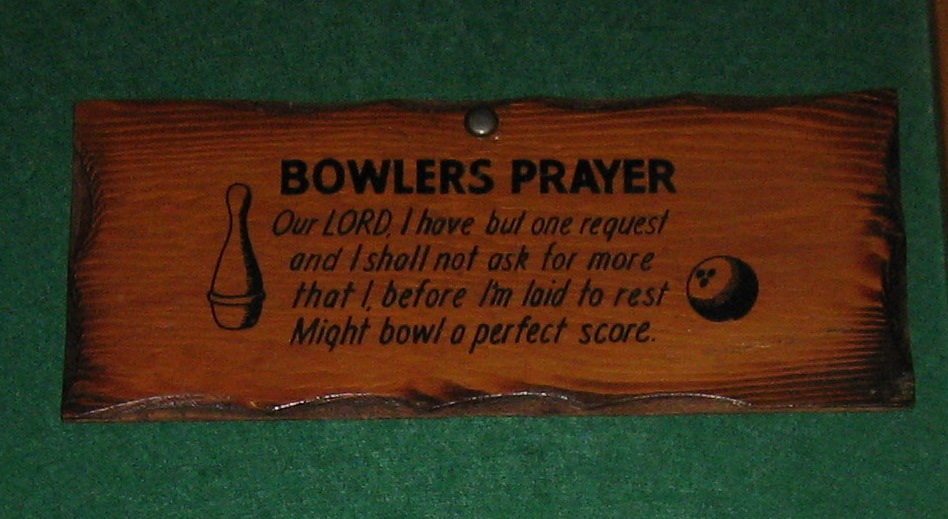 BOWLERS PRAYER
Our LORD, I have but one request
and I shall not ask for more
that I, before I'm laid to rest
Might bowl a perfect score.